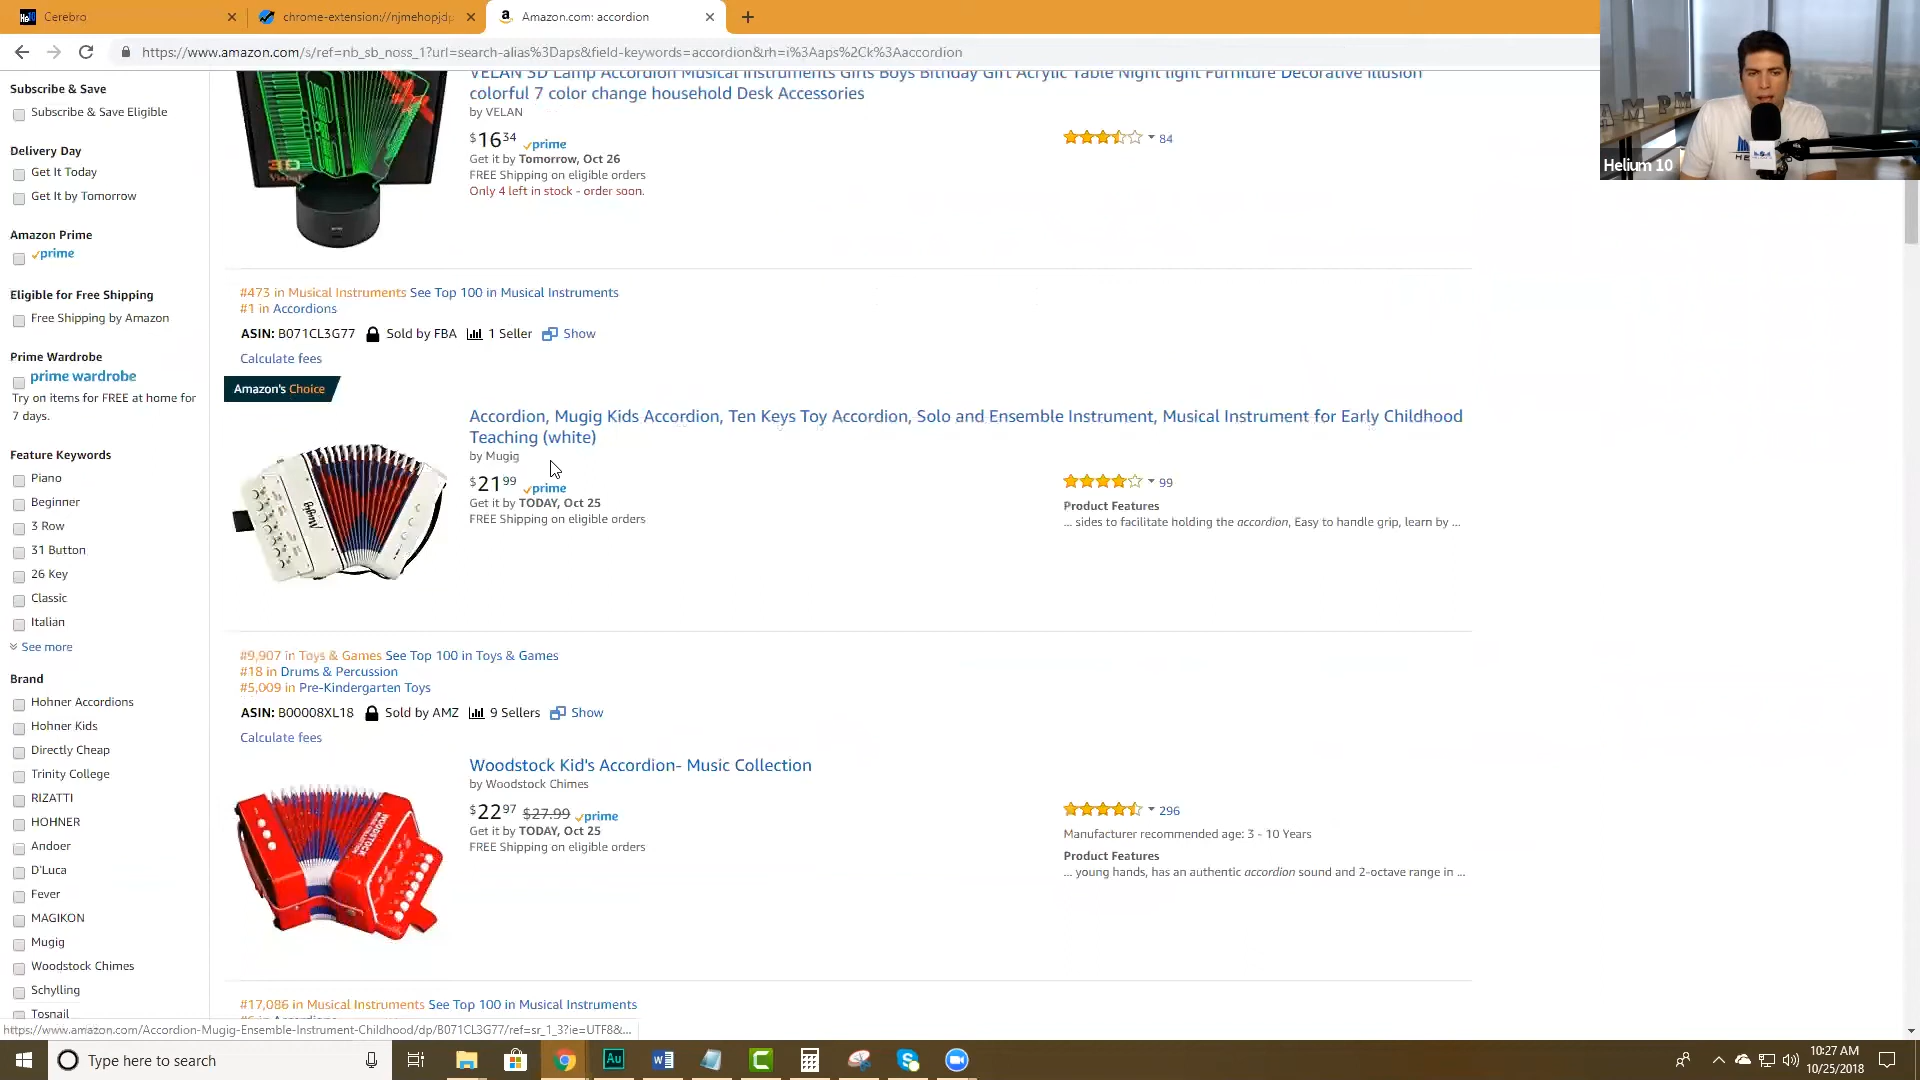 Cerebro
chrome-extension://njmehopjdp
Amazon.com: accordion
https://www.amazon.com/s/ref=nb_sb_noss_1?url=search-alias%3Daps&field-keywords=accordion&rh=i%3Aaps%2Ck%3Aaccordion
Helium 10
Subscribe & Save
Subscribe & Save Eligible
Delivery Day
Get It Today
Get It by Tomorrow
Amazon Prime
prime
Eligible for Free Shipping
Free Shipping by Amazon
Prime Wardrobe
prime wardrobe
Try on items for FREE at home for
7 days.
Feature Keywords
Piano
Beginner
3 Row
31 Button
26 Key
Classic
Italian
See more
Brand
Hohner Accordions
Hohner Kids
Directly Cheap
Trinity College
RIZATTI
HOHNER
Andoer
D'Luca
Fever
MAGIKON
Mugig
Woodstock Chimes
Schylling
Tosnail
VELAN 3D Lamp Accordion Musical Instruments Girls Boys Birthday Gift Acrylic Table Night light Furniture Decorative Illusion
colorful 7 color change household Desk Accessories
by VELAN
$16 34 prime
Get it by Tomorrow, Oct 26
FREE Shipping on eligible orders
Only 4 left in stock - order soon.
84
#473 in Musical Instruments See Top 100 in Musical Instruments
#1 in Accordions
ASIN: B071CL3G77 Sold by FBA 1 Seller Show
Calculate fees
Amazon's Choice
Accordion, Mugig Kids Accordion, Ten Keys Toy Accordion, Solo and Ensemble Instrument, Musical Instrument for Early Childhood
Teaching (white)
by Mugig
$21 99 prime
Get it by TODAY, Oct 25
FREE Shipping on eligible orders
99
Product Features
... sides to facilitate holding the accordion, Easy to handle grip, learn by ...
Mugig
#9,907 in Toys & Games See Top 100 in Toys & Games
#18 in Drums & Percussion
#5,009 in Pre-Kindergarten Toys
ASIN: B00008XL18 Sold by AMZ 9 Sellers Show
Calculate fees
Woodstock Kid's Accordion- Music Collection
by Woodstock Chimes
$22 97 $27.99 prime
Get it by TODAY, Oct 25
FREE Shipping on eligible orders
296
Manufacturer recommended age: 3 - 10 Years
Product Features
... young hands, has an authentic accordion sound and 2-octave range in ...
WOODSTOCK
#17,086 in Musical Instruments See Top 100 in Musical Instruments
https://www.amazon.com/Accordion-Mugig-Ensemble-Instrument-Childhood/dp/B071CL3G77/ref=sr_1_3?ie=UTF8&...
Type here to search
Au
10:27 AM
10/25/2018